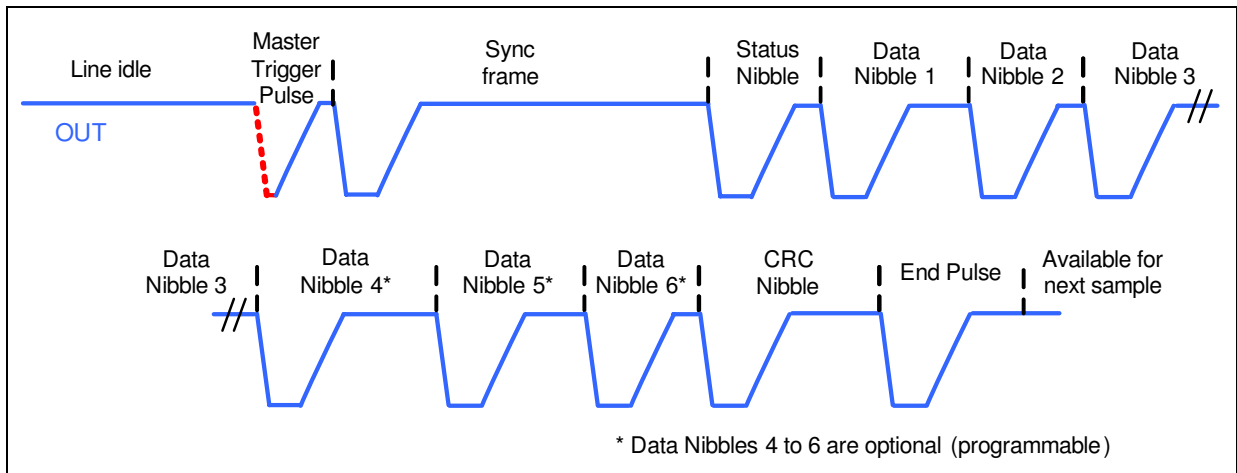 Line idle
OUT
Master
Trigger
Pulse
Sync
frame
Status
Nibble
Data
Nibble 1
Data
Nibble 2
Data
Nibble 3
Data
Nibble 3
Data
Nibble 4*
Data
Nibble 5*
Data
Nibble 6*
CRC
Nibble
End Pulse
Available for
next sample
* Data Nibbles 4 to 6 are optional (programmable)